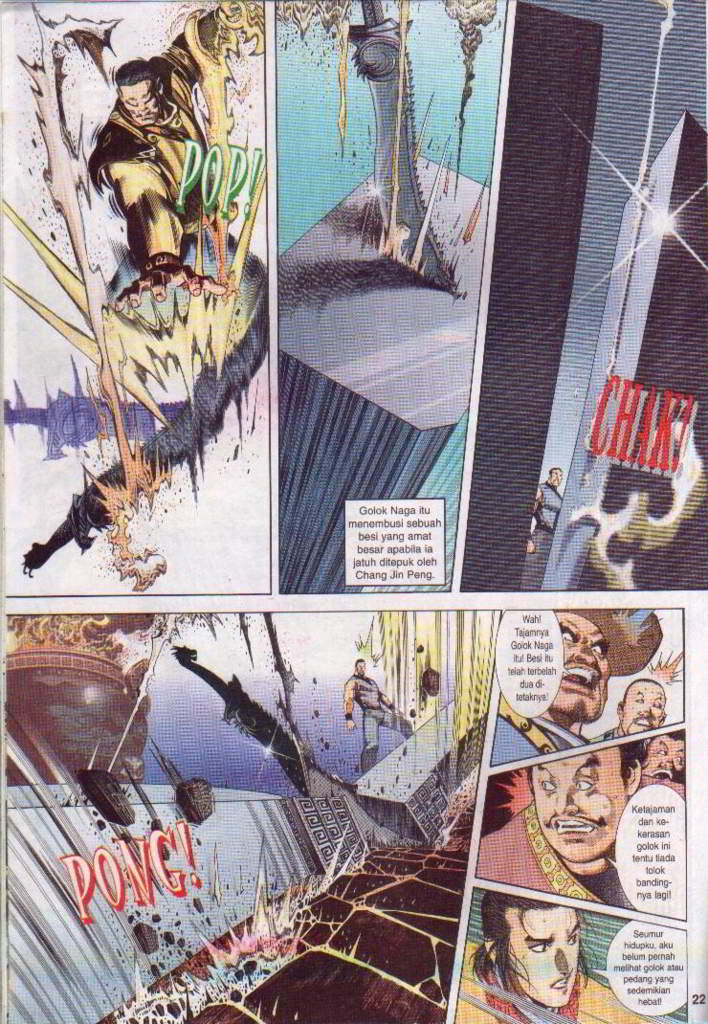 POP!
Golok Naga itu
menembusi sebuah
besi yang amat
besar apabila ia
jatuh ditepuk oleh
Chang Jin Peng.
CHAK!
PONG!
Wah!
Tajamnya
Golok Naga
itu! Besi itu
telah terbelah
dua di-
tetaknya!
Ketajaman
dan ke-
kerasan
golok ini
tentu tiada
tolok
banding-
nya lagi!
Seumur
hidupku, aku
belum pernah
melihat golok atau
pedang yang
sedemikian
hebat!
22